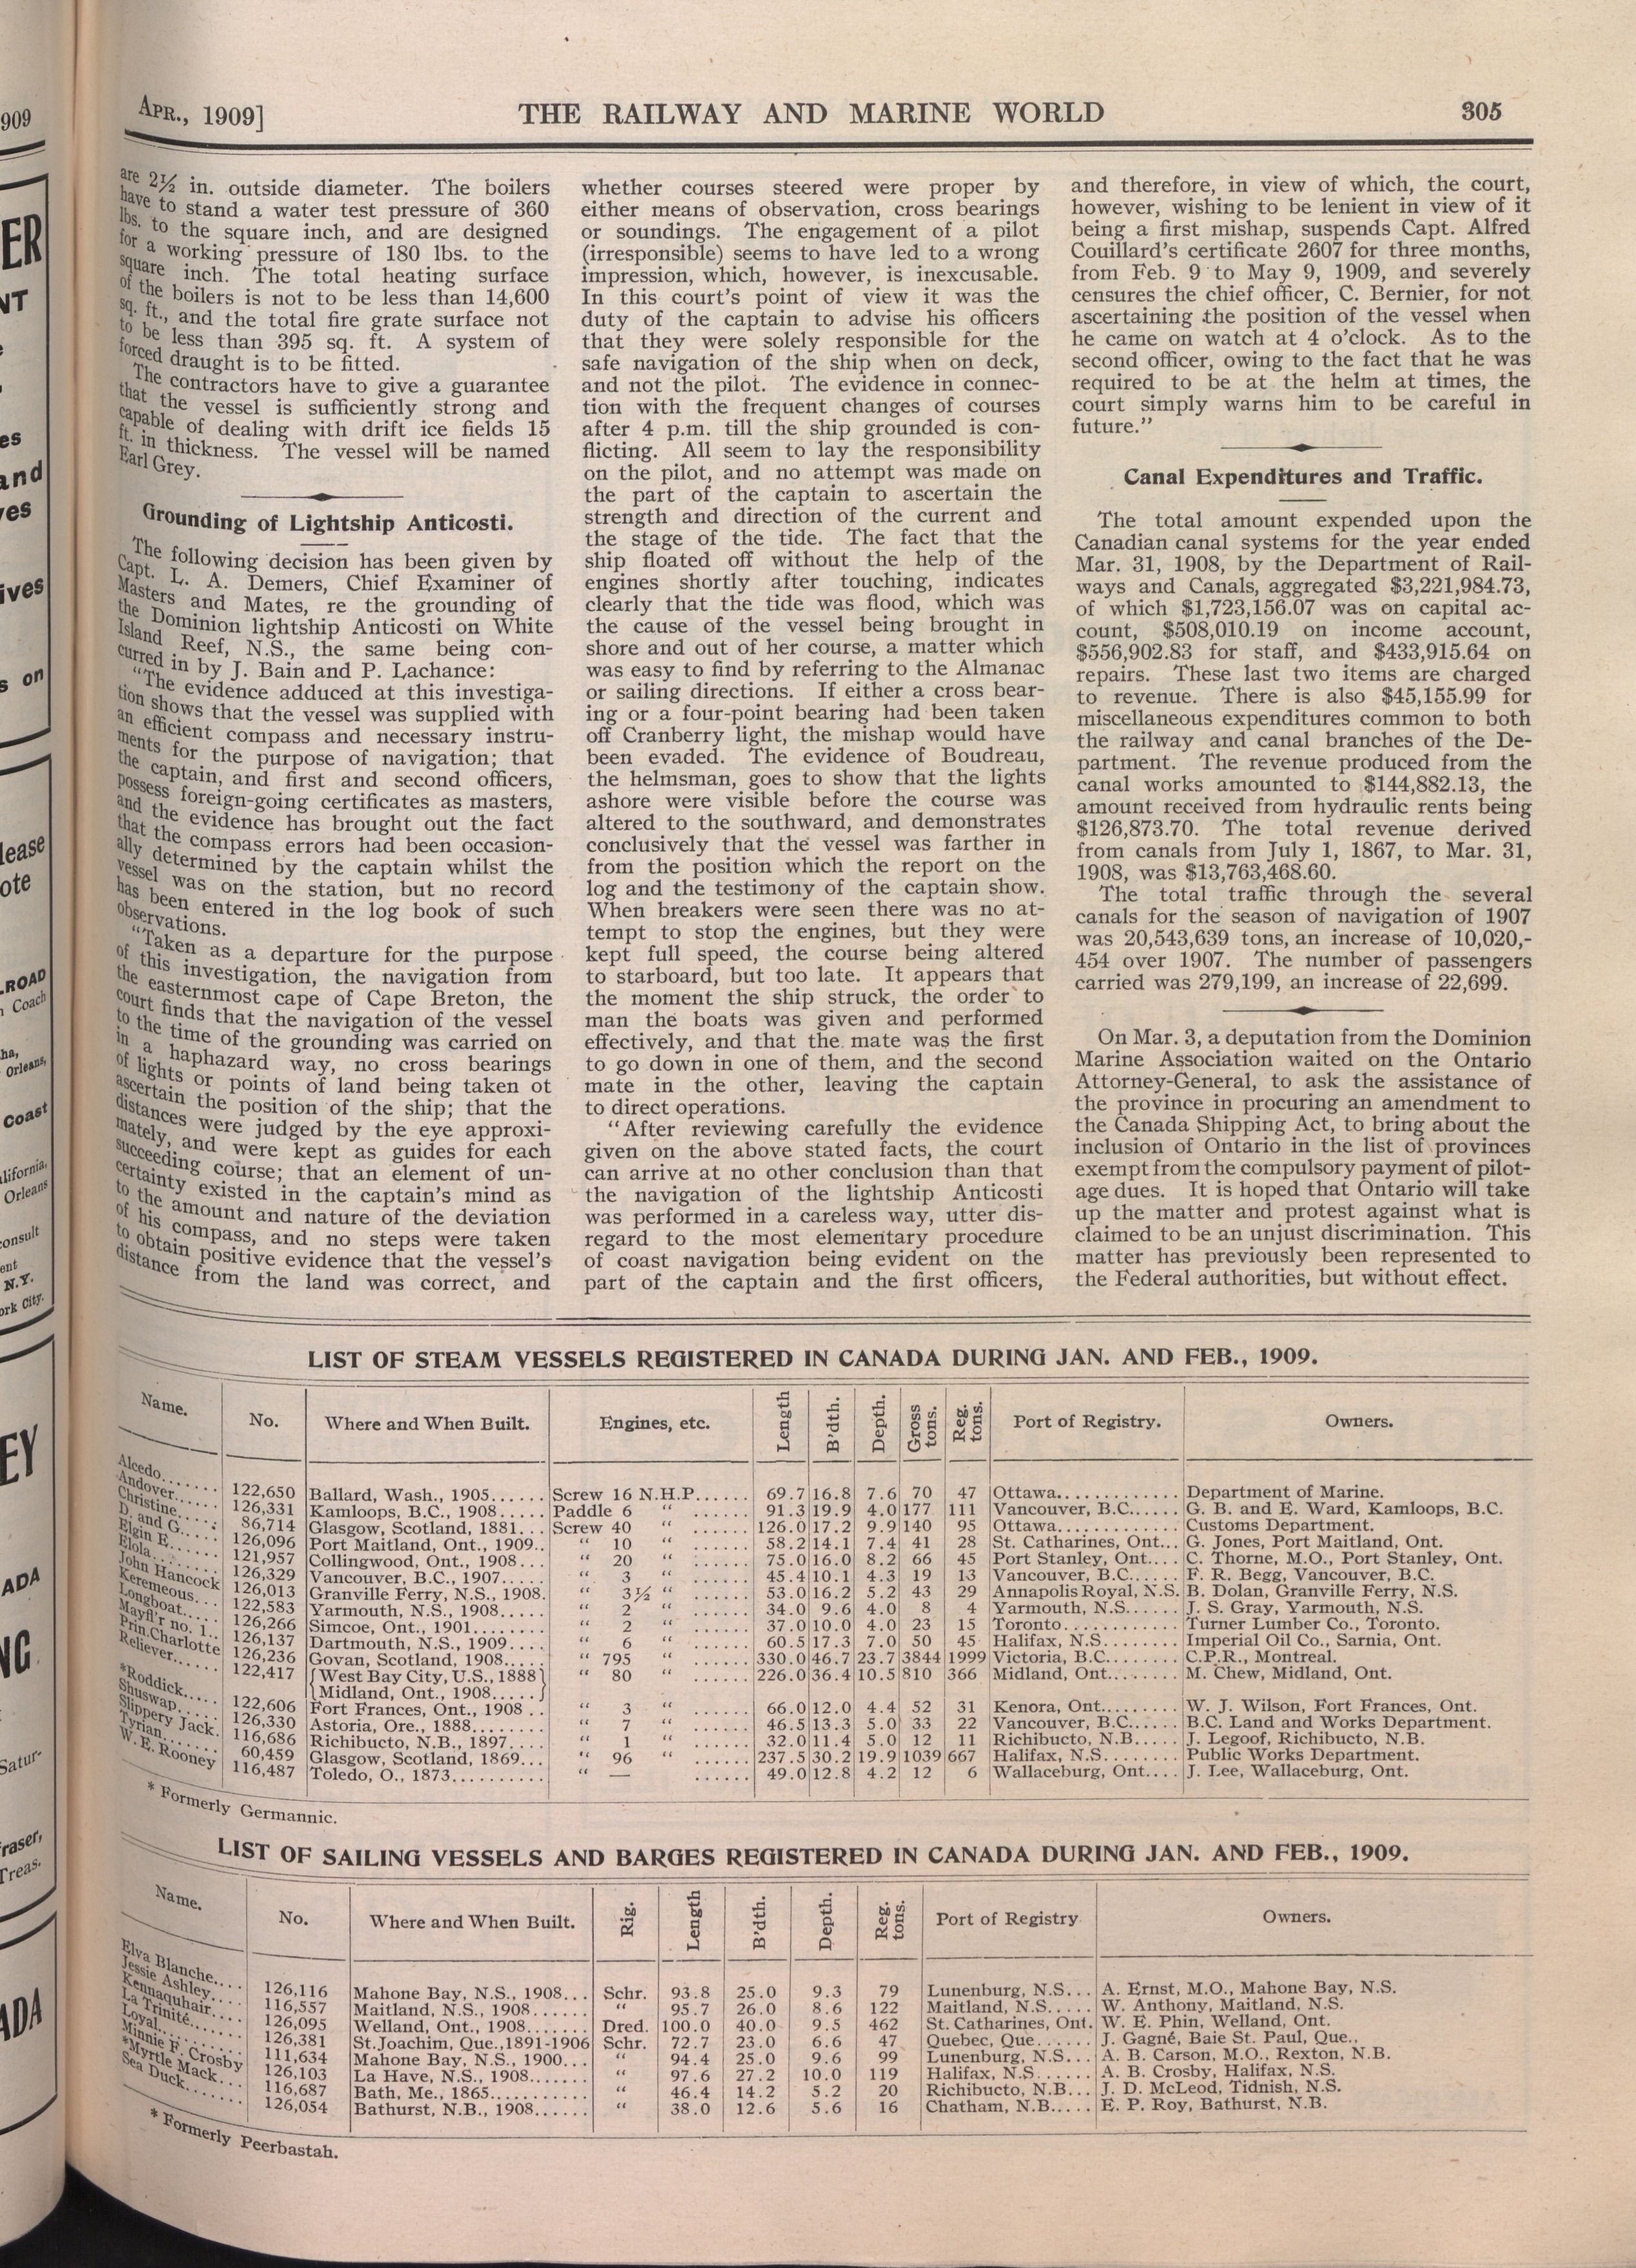 APR., 1909]
THE RAILWAY AND MARINE WORLD
305
are 2½ in. outside diameter. The boilers
have to stand a water test pressure of 360
lbs. to the square inch, and are designed
for a working pressure of 180 lbs. to the
square inch. The total heating surface
of the boilers is not to be less than 14,600
sq. ft., and the total fire grate surface not
to be less than 395 sq. ft. A system of
forced draught is to be fitted.
The contractors have to give a guarantee
that the vessel is sufficiently strong and
capable of dealing with drift ice fields 15
ft. in thickness. The vessel will be named
Earl Grey.
Grounding of Lightship Anticosti.
The following decision has been given by
Capt. L. A. Demers, Chief Examiner of
Masters and Mates, re the grounding of
the Dominion lightship Anticosti on White
Island Reef, N.S., the same being con-
curred in by J. Bain and P. Lachance:
"The evidence adduced at this investiga-
tion shows that the vessel was supplied with
an efficient compass and necessary instru-
ments for the purpose of navigation; that
the captain, and first and second officers,
possess foreign-going certificates as masters,
and the evidence has brought out the fact
that the compass errors had been occasion-
ally determined by the captain whilst the
vessel was on the station, but no record
has been entered in the log book of such
observations.
"Taken as a departure for the purpose
of this investigation, the navigation from
the easternmost cape of Cape Breton, the
court finds that the navigation of the vessel
to the time of the grounding was carried on
in a haphazard way, no cross bearings
of lights or points of land being taken ot
ascertain the position of the ship; that the
distances were judged by the eye approxi-
mately, and were kept as guides for each
succeeding course; that an element of un-
certainty existed in the captain's mind as
to the amount and nature of the deviation
of his compass, and no steps were taken
to obtain positive evidence that the vessel's
distance from the land was correct, and
whether courses steered were proper by
either means of observation, cross bearings
or soundings. The engagement of a pilot
(irresponsible) seems to have led to a wrong
impression, which, however, is inexcusable.
In this court's point of view it was the
duty of the captain to advise his officers
that they were solely responsible for the
safe navigation of the ship when on deck,
and not the pilot. The evidence in connec-
tion with the frequent changes of courses
after 4 p.m. till the ship grounded is con-
flicting. All seem to lay the responsibility
on the pilot, and no attempt was made on
the part of the captain to ascertain the
strength and direction of the current and
the stage of the tide. The fact that the
ship floated off without the help of the
engines shortly after touching, indicates
clearly that the tide was flood, which was
the cause of the vessel being brought in
shore and out of her course, a matter which
was easy to find by referring to the Almanac
or sailing directions. If either a cross bear-
ing or a four-point bearing had been taken
off Cranberry light, the mishap would have
been evaded. The evidence of Boudreau,
the helmsman, goes to show that the lights
ashore were visible before the course was
altered to the southward, and demonstrates
conclusively that the vessel was farther in
from the position which the report on the
log and the testimony of the captain show.
When breakers were seen there was no at-
tempt to stop the engines, but they were
kept full speed, the course being altered
to starboard, but too late. It appears that
the moment the ship struck, the order to
man the boats was given and performed
effectively, and that the mate was the first
to go down in one of them, and the second
mate in the other, leaving the captain
to direct operations.
"After reviewing carefully the evidence
given on the above stated facts, the court
can arrive at no other conclusion than that
the navigation of the lightship Anticosti
was performed in a careless way, utter dis-
regard to the most elementary procedure
of coast navigation being evident on the
part of the captain and the first officers,
and therefore, in view of which, the court,
however, wishing to be lenient in view of it
being a first mishap, suspends Capt. Alfred
Couillard's certificate 2607 for three months,
from Feb. 9 to May 9, 1909, and severely
censures the chief officer, C. Bernier, for not
ascertaining the position of the vessel when
he came on watch at 4 o'clock. As to the
second officer, owing to the fact that he was
required to be at the helm at times, the
court simply warns him to be careful in
future."
Canal Expenditures and Traffic.
The total amount expended upon the
Canadian canal systems for the year ended
Mar. 31, 1908, by the Department of Rail-
ways and Canals, aggregated $3,221,984.73,
of which $1,723,156.07 was on capital ac-
count, $508,010.19 on income account,
$556,902.83 for staff, and $433,915.64 on
repairs. These last two items are charged
to revenue. There is also $45,155.99 for
miscellaneous expenditures common to both
the railway and canal branches of the De-
partment. The revenue produced from the
canal works amounted to $144,882.13, the
amount received from hydraulic rents being
$126,873.70. The total revenue derived
from canals from July 1, 1867, to Mar. 31,
1908, was $13,763,468.60.
The total traffic through the several
canals for the season of navigation of 1907
was 20,543,639 tons, an increase of 10,020,-
454 over 1907. The number of passengers
carried was 279,199, an increase of 22,699.
On Mar. 3, a deputation from the Dominion
Marine Association waited on the Ontario
Attorney-General, to ask the assistance of
the province in procuring an amendment to
the Canada Shipping Act, to bring about the
inclusion of Ontario in the list of provinces
exempt from the compulsory payment of pilot-
age dues. It is hoped that Ontario will take
up the matter and protest against what is
claimed to be an unjust discrimination. This
matter has previously been represented to
the Federal authorities, but without effect.
LIST OF STEAM VESSELS REGISTERED IN CANADA DURING JAN. AND FEB., 1909.
Name. No. Where and When Built. Engines, etc. Length B'dth. Depth. Gross tons. Reg. tons. Port of Registry. Owners.
Alcedo...... 122,650 Ballard, Wash., 1905...... Screw 16 N.H.P...... 69.7 16.8 7.6 70 47 Ottawa............ Department of Marine.
Andover...... 126,331 Kamloops, B.C., 1908..... Paddle 6 " ...... 91.3 19.9 4.0 177 111 Vancouver, B.C..... G. B. and E. Ward, Kamloops, B.C.
Christine..... 86,714 Glasgow, Scotland, 1881... Screw 40 " ...... 126.0 17.2 9.9 140 95 Ottawa............ Customs Department.
D. and G..... 126,096 Port Maitland, Ont., 1909.. " 10 " ...... 58.2 14.1 7.4 41 28 St. Catharines, Ont... G. Jones, Port Maitland, Ont.
Elgin E...... 121,957 Collingwood, Ont., 1908... " 20 " ...... 75.0 16.0 8.2 66 45 Port Stanley, Ont.... C. Thorne, M.O., Port Stanley, Ont.
Elola....... 126,329 Vancouver, B.C., 1907..... " 3 " ...... 45.4 10.1 4.3 19 13 Vancouver, B.C..... F. R. Begg, Vancouver, B.C.
John Hancock 126,013 Granville Ferry, N.S., 1908. " 3½ " ...... 53.0 16.2 5.2 43 29 Annapolis Royal, N.S. B. Dolan, Granville Ferry, N.S.
Keremeous... 122,583 Yarmouth, N.S., 1908..... " 2 " ...... 34.0 9.6 4.0 8 4 Yarmouth, N.S...... J. S. Gray, Yarmouth, N.S.
Longboat..... 126,266 Simcoe, Ont., 1901........ " 2 " ...... 37.0 10.0 4.0 23 15 Toronto........... Turner Lumber Co., Toronto.
Mayfl'r no. 1.. 126,137 Dartmouth, N.S., 1909.... " 6 " ...... 60.5 17.3 7.0 50 45 Halifax, N.S........ Imperial Oil Co., Sarnia, Ont.
Prin. Charlotte 126,236 Govan, Scotland, 1908..... " 795 " ...... 330.0 46.7 23.7 3844 1999 Victoria, B.C........ C.P.R., Montreal.
Reliever...... 122,417 {West Bay City, U.S., 1888} " 80 " ...... 226.0 36.4 10.5 810 366 Midland, Ont........ M. Chew, Midland, Ont.
{Midland, Ont., 1908.....}
*Roddick..... 122,606 Fort Frances, Ont., 1908 .. " 3 " ...... 66.0 12.0 4.4 52 31 Kenora, Ont........ W. J. Wilson, Fort Frances, Ont.
Shuswap..... 126,330 Astoria, Ore., 1888........ " 7 " ...... 46.5 13.3 5.0 33 22 Vancouver, B.C..... B.C. Land and Works Department.
Slippery Jack. 116,686 Richibucto, N.B., 1897.... " 1 " ...... 32.0 11.4 5.0 12 11 Richibucto, N.B..... J. Legoof, Richibucto, N.B.
Tyrian....... 60,459 Glasgow, Scotland, 1869... " 96 " ...... 237.5 30.2 19.9 1039 667 Halifax, N.S........ Public Works Department.
W. E. Rooney 116,487 Toledo, O., 1873.......... " — ...... 49.0 12.8 4.2 12 6 Wallaceburg, Ont.... J. Lee, Wallaceburg, Ont.
* Formerly Germannic.
LIST OF SAILING VESSELS AND BARGES REGISTERED IN CANADA DURING JAN. AND FEB., 1909.
Name. No. Where and When Built. Rig. Length B'dth. Depth. Reg. tons. Port of Registry Owners.
Elva Blanche.... 126,116 Mahone Bay, N.S., 1908... Schr. 93.8 25.0 9.3 79 Lunenburg, N.S... A. Ernst, M.O., Mahone Bay, N.S.
Jessie Ashley.... 116,557 Maitland, N.S., 1908...... " 95.7 26.0 8.6 122 Maitland, N.S..... W. Anthony, Maitland, N.S.
Kennaquhair.... 126,095 Welland, Ont., 1908....... Dred. 100.0 40.0 9.5 462 St. Catharines, Ont. W. E. Phin, Welland, Ont.
La Trinité....... 126,381 St. Joachim, Que., 1891-1906 Schr. 72.7 23.0 6.6 47 Quebec, Que...... J. Gagné, Baie St. Paul, Que.,
Loyal.......... 111,634 Mahone Bay, N.S., 1900... " 94.4 25.0 9.6 99 Lunenburg, N.S... A. B. Carson, M.O., Rexton, N.B.
Minnie F. Crosby 126,103 La Have, N.S., 1908....... " 97.6 27.2 10.0 119 Halifax, N.S...... A. B. Crosby, Halifax, N.S.
*Myrtle Mack... 116,687 Bath, Me., 1865........... " 46.4 14.2 5.2 20 Richibucto, N.B... J. D. McLeod, Tidnish, N.S.
Sea Duck....... 126,054 Bathurst, N.B., 1908...... " 38.0 12.6 5.6 16 Chatham, N.B..... E. P. Roy, Bathurst, N.B.
* Formerly Peerbastah.